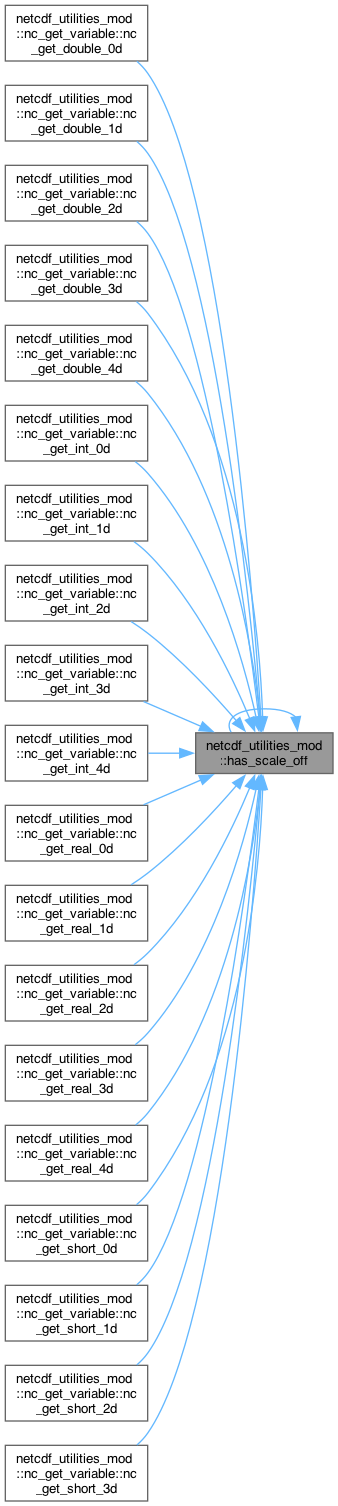 netcdf_utilities_mod
::nc_get_variable::nc
_get_double_0d
netcdf_utilities_mod
::nc_get_variable::nc
_get_double_1d
netcdf_utilities_mod
::nc_get_variable::nc
_get_double_2d
netcdf_utilities_mod
::nc_get_variable::nc
_get_double_3d
netcdf_utilities_mod
::nc_get_variable::nc
_get_double_4d
netcdf_utilities_mod
::nc_get_variable::nc
_get_int_0d
netcdf_utilities_mod
::nc_get_variable::nc
_get_int_1d
netcdf_utilities_mod
::nc_get_variable::nc
_get_int_2d
netcdf_utilities_mod
::nc_get_variable::nc
_get_int_3d
netcdf_utilities_mod
::nc_get_variable::nc
_get_int_4d
netcdf_utilities_mod
::has_scale_off
netcdf_utilities_mod
::nc_get_variable::nc
_get_real_0d
netcdf_utilities_mod
::nc_get_variable::nc
_get_real_1d
netcdf_utilities_mod
::nc_get_variable::nc
_get_real_2d
netcdf_utilities_mod
::nc_get_variable::nc
_get_real_3d
netcdf_utilities_mod
::nc_get_variable::nc
_get_real_4d
netcdf_utilities_mod
::nc_get_variable::nc
_get_short_0d
netcdf_utilities_mod
::nc_get_variable::nc
_get_short_1d
netcdf_utilities_mod
::nc_get_variable::nc
_get_short_2d
netcdf_utilities_mod
::nc_get_variable::nc
_get_short_3d